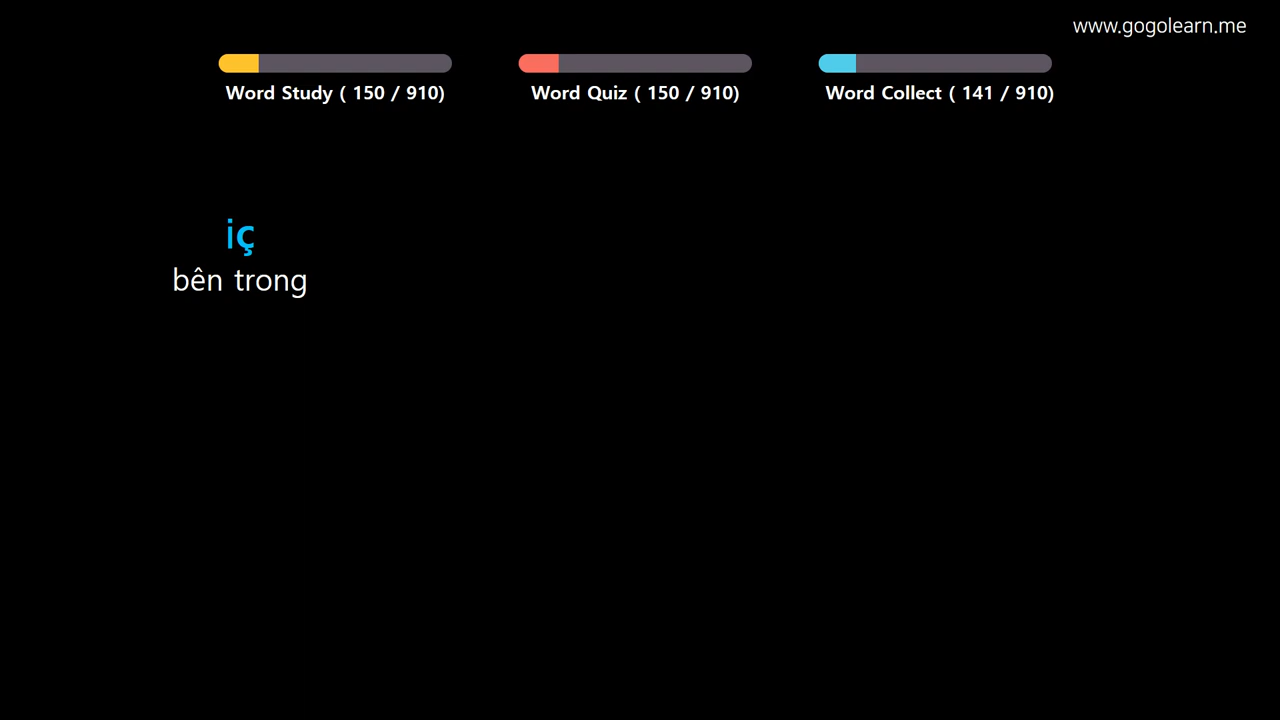 www.gogolearn.me
Word Study ( 150 / 910)
Word Quiz ( 150 / 910)
Word Collect ( 141 / 910)
iç
bên trong